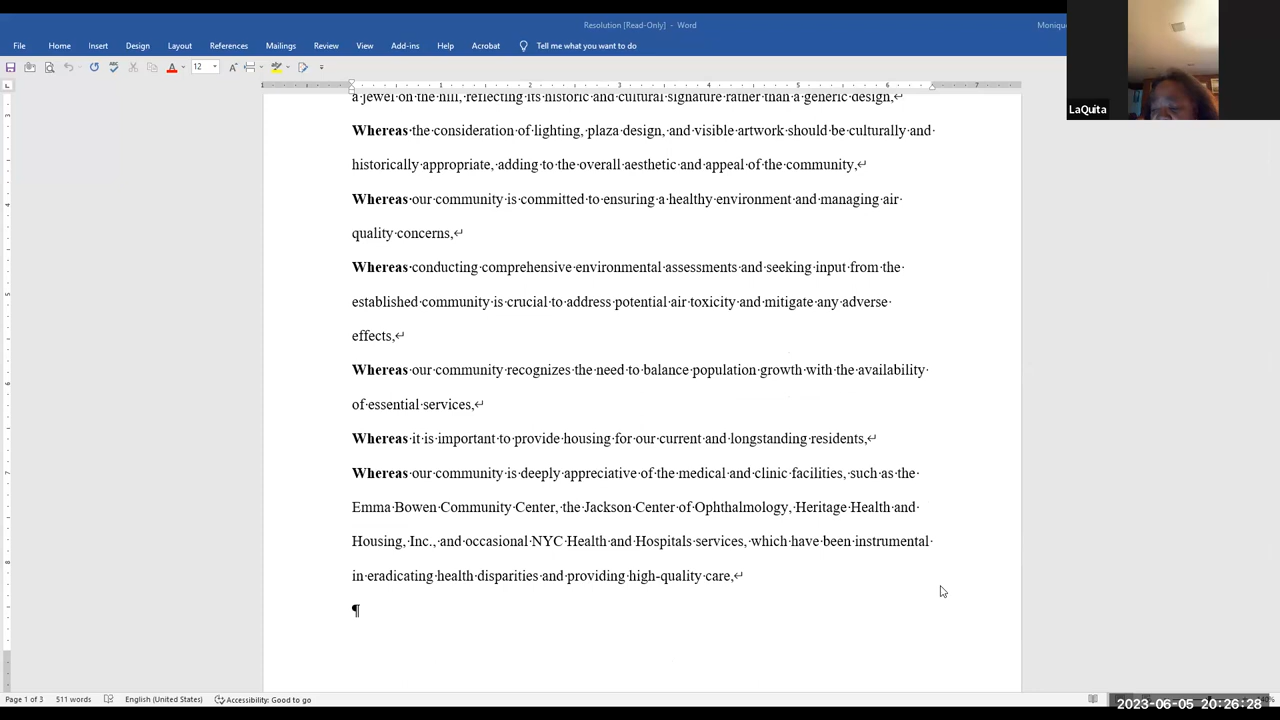 Resolution [Read-Only] - Word
Monique
File Home Insert Design Layout References Mailings Review View Add-ins Help Acrobat Tell me what you want to do
12
LaQuita
1 1 2 3 4 5 6 7
a jewel on the hill, reflecting its historic and cultural signature rather than a generic design,↵
Whereas the consideration of lighting, plaza design, and visible artwork should be culturally and
historically appropriate, adding to the overall aesthetic and appeal of the community,↵
Whereas our community is committed to ensuring a healthy environment and managing air
quality concerns,↵
Whereas conducting comprehensive environmental assessments and seeking input from the
established community is crucial to address potential air toxicity and mitigate any adverse
effects,↵
Whereas our community recognizes the need to balance population growth with the availability
of essential services,↵
Whereas it is important to provide housing for our current and longstanding residents,↵
Whereas our community is deeply appreciative of the medical and clinic facilities, such as the
Emma Bowen Community Center, the Jackson Center of Ophthalmology, Heritage Health and
Housing, Inc., and occasional NYC Health and Hospitals services, which have been instrumental
in eradicating health disparities and providing high-quality care,↵
¶
Page 1 of 3 511 words English (United States) Accessibility: Good to go
2023-06-05 20:26:28